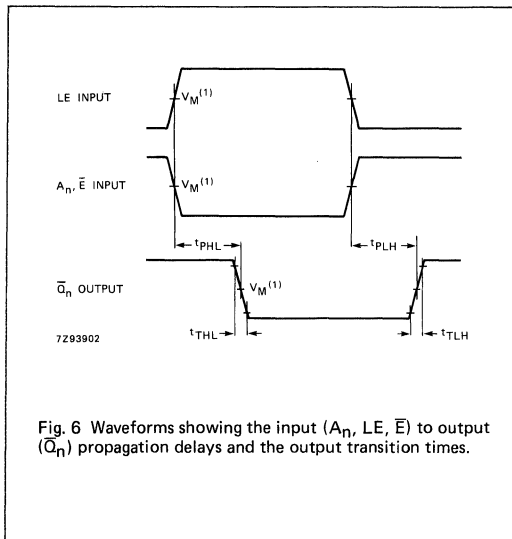 LE INPUT
V_M^(1)
A_n, E̅ INPUT
V_M^(1)
t_PHL
t_PLH
Q̅_n OUTPUT
V_M^(1)
7Z93902
t_THL
t_TLH
Fig. 6 Waveforms showing the input (A_n, LE, E̅) to output
(Q̅_n) propagation delays and the output transition times.